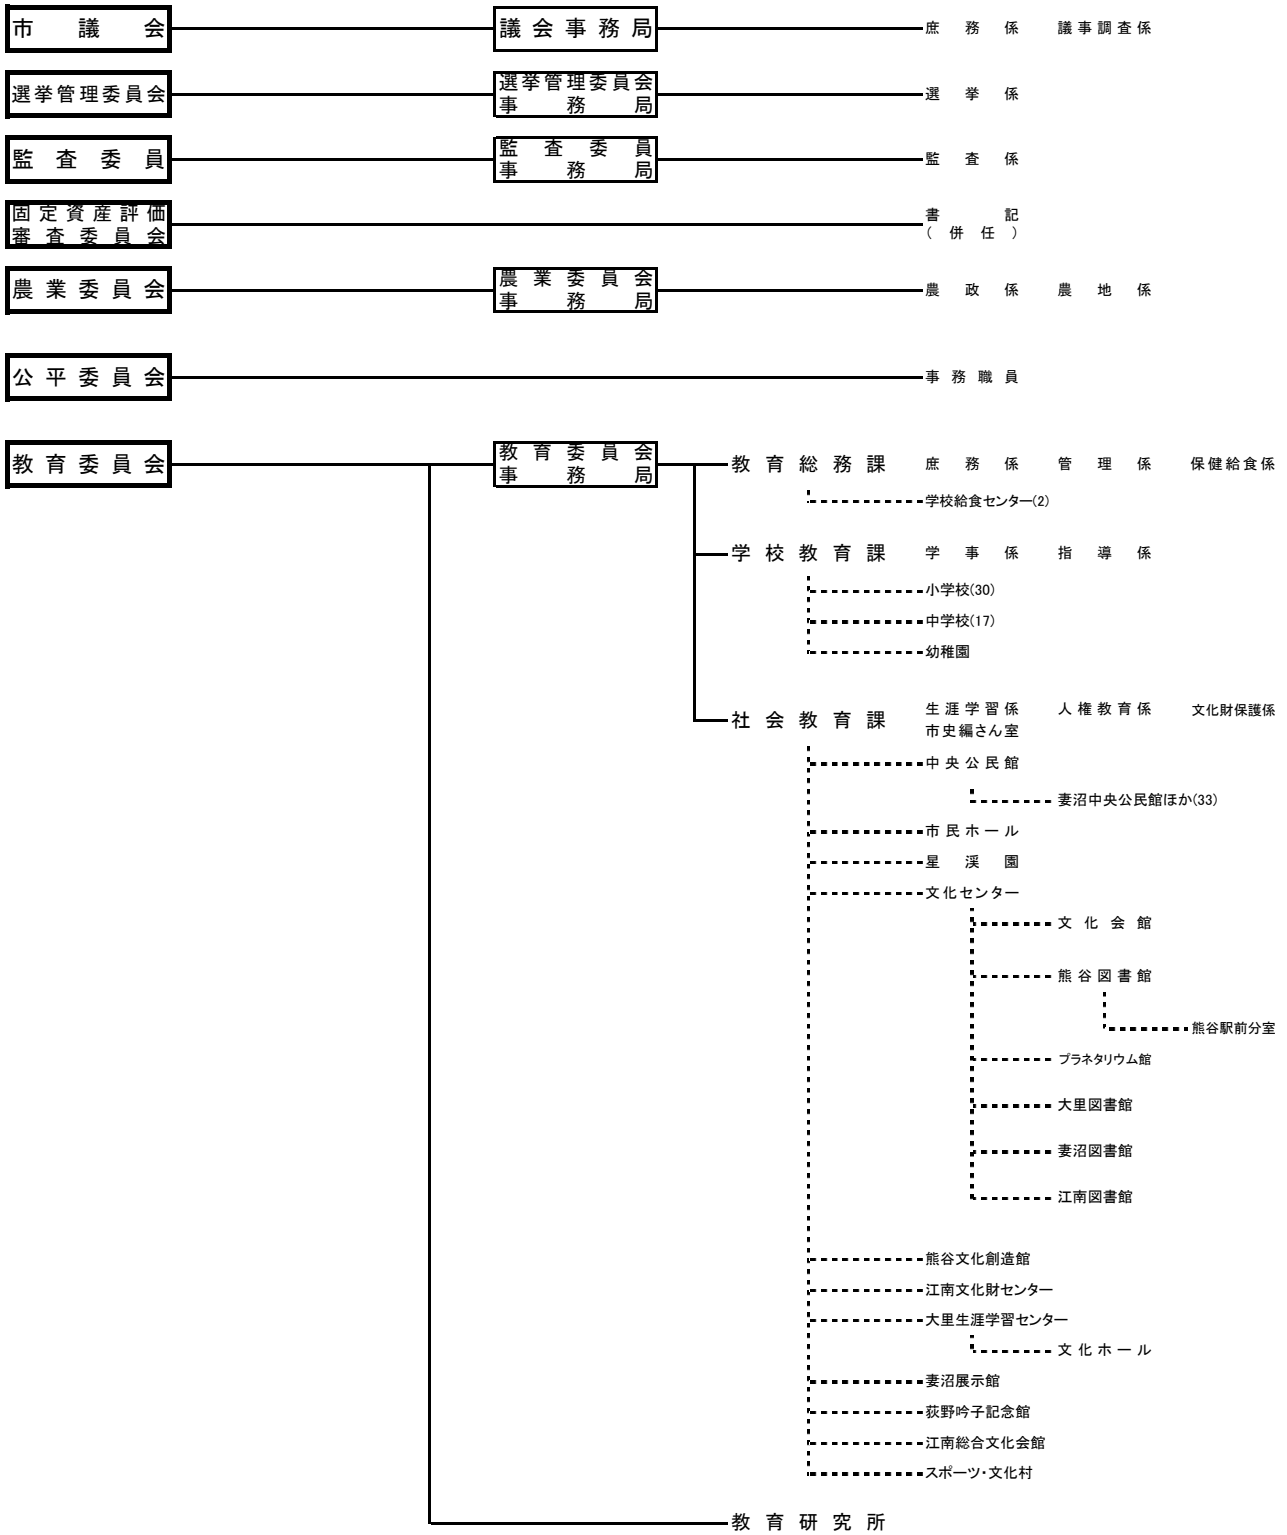 市議会 議会事務局 庶務係 議事調査係
選挙管理委員会 選挙管理委員会 選挙係
事務局
監査委員 監査委員 監査係
事務局
固定資産評価 書記
審査委員会 (併任)
農業委員会 農業委員会 農政係 農地係
事務局
公平委員会 事務職員
教育委員会 教育委員会 教育総務課 庶務係 管理係 保健給食係
事務局
学校給食センター(2)
学校教育課 学事係 指導係
小学校(30)
中学校(17)
幼稚園
社会教育課 生涯学習係 人権教育係 文化財保護係
市史編さん室
中央公民館
妻沼中央公民館ほか(33)
市民ホール
星渓園
文化センター
文化会館
熊谷図書館
熊谷駅前分室
プラネタリウム館
大里図書館
妻沼図書館
江南図書館
熊谷文化創造館
江南文化財センター
大里生涯学習センター
文化ホール
妻沼展示館
荻野吟子記念館
江南総合文化会館
スポーツ・文化村
教育研究所